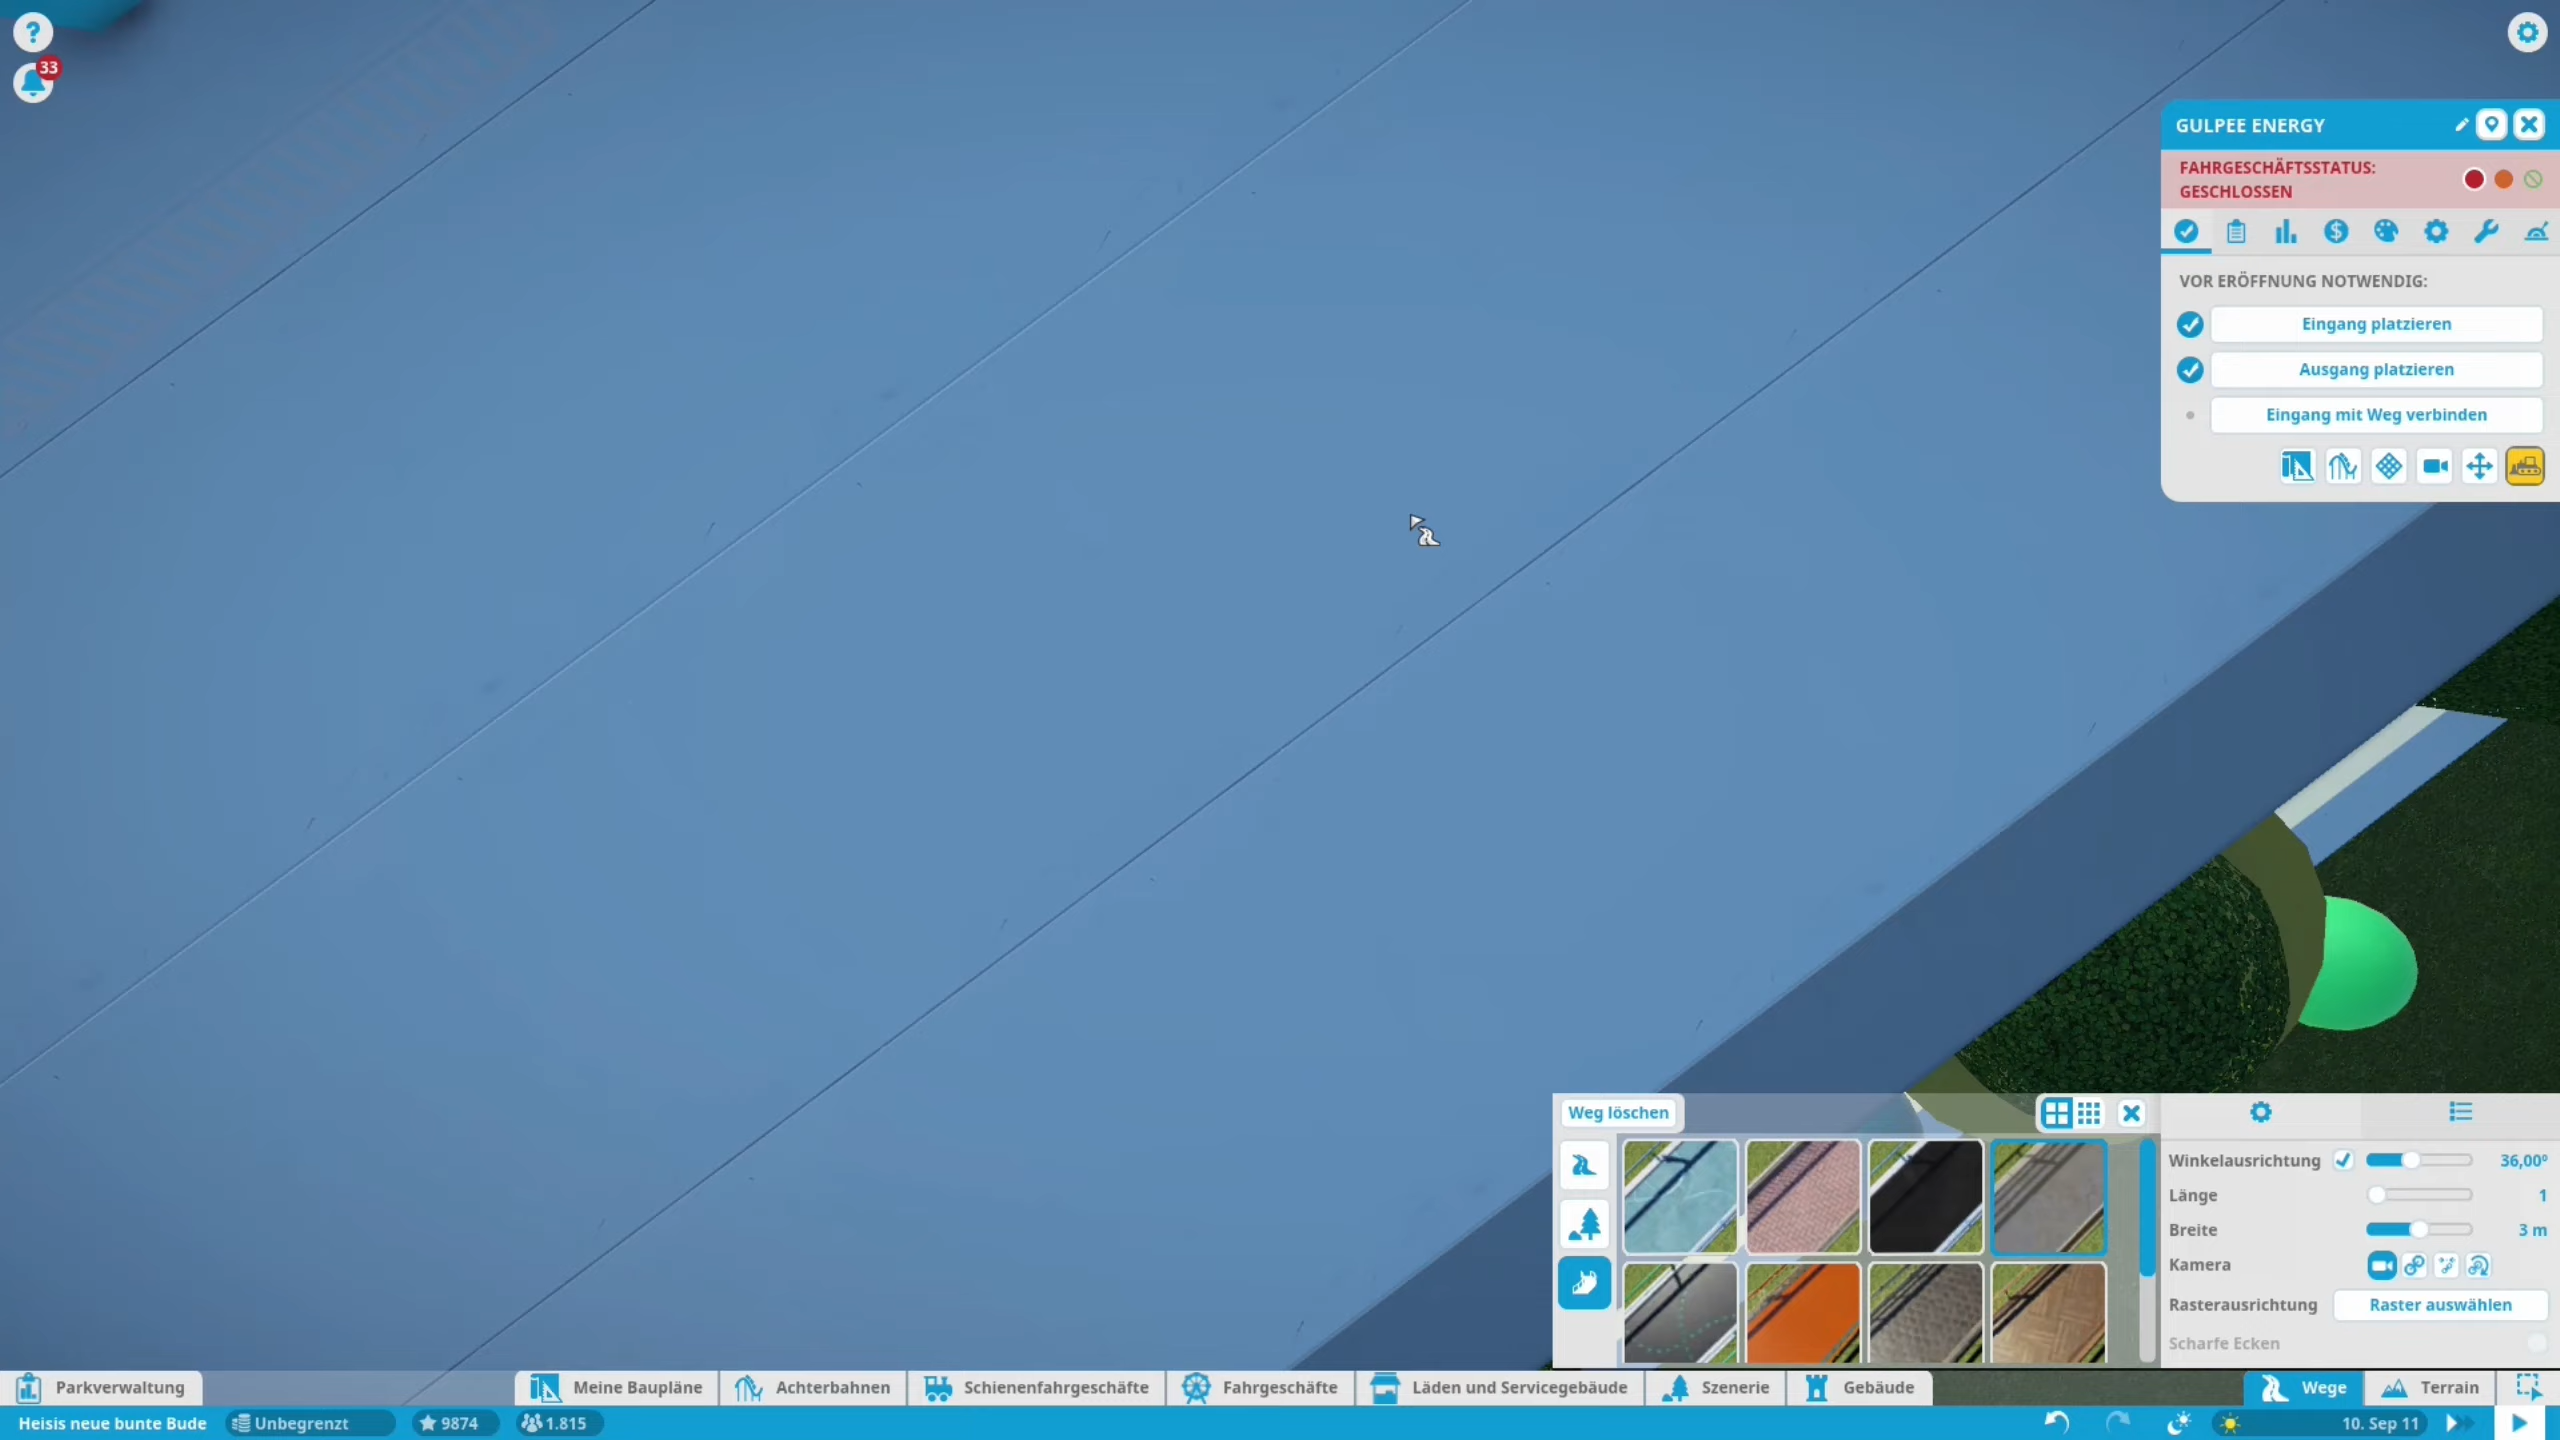 ?
33
GULPEE ENERGY
FAHRGESCHÄFTSSTATUS:
GESCHLOSSEN
VOR ERÖFFNUNG NOTWENDIG:
Eingang platzieren
Ausgang platzieren
Eingang mit Weg verbinden
Weg löschen
Winkelausrichtung 36,00°
Länge 1
Breite 3 m
Kamera
Rasterausrichtung Raster auswählen
Scharfe Ecken
Parkverwaltung Meine Baupläne Achterbahnen Schienenfahrgeschäfte Fahrgeschäfte Läden und Servicegebäude Szenerie Gebäude Wege Terrain
Heisis neue bunte Bude Unbegrenzt 9874 1.815 10. Sep 11